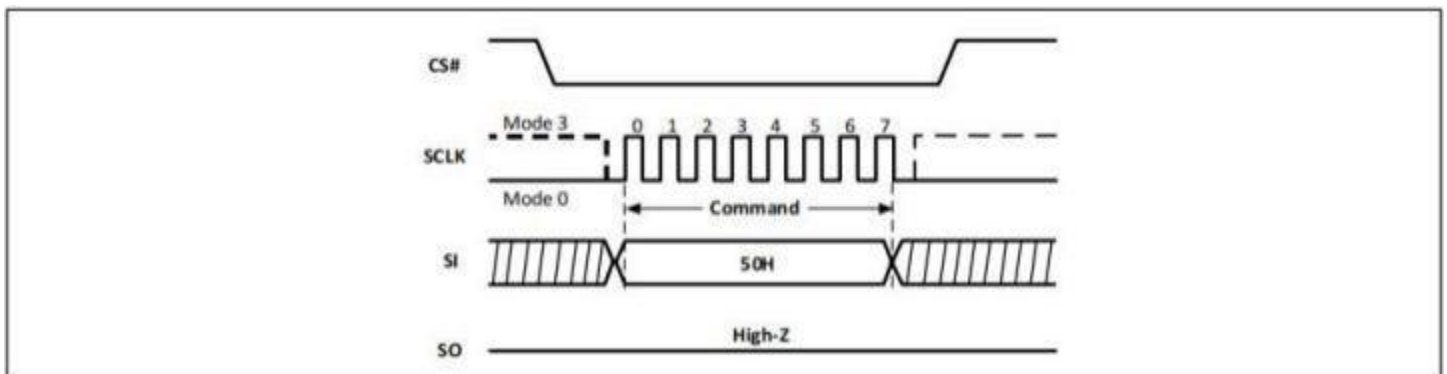 CS#
Mode 3
0 1 2 3 4 5 6 7
SCLK
Mode 0
Command
SI
50H
High-Z
SO